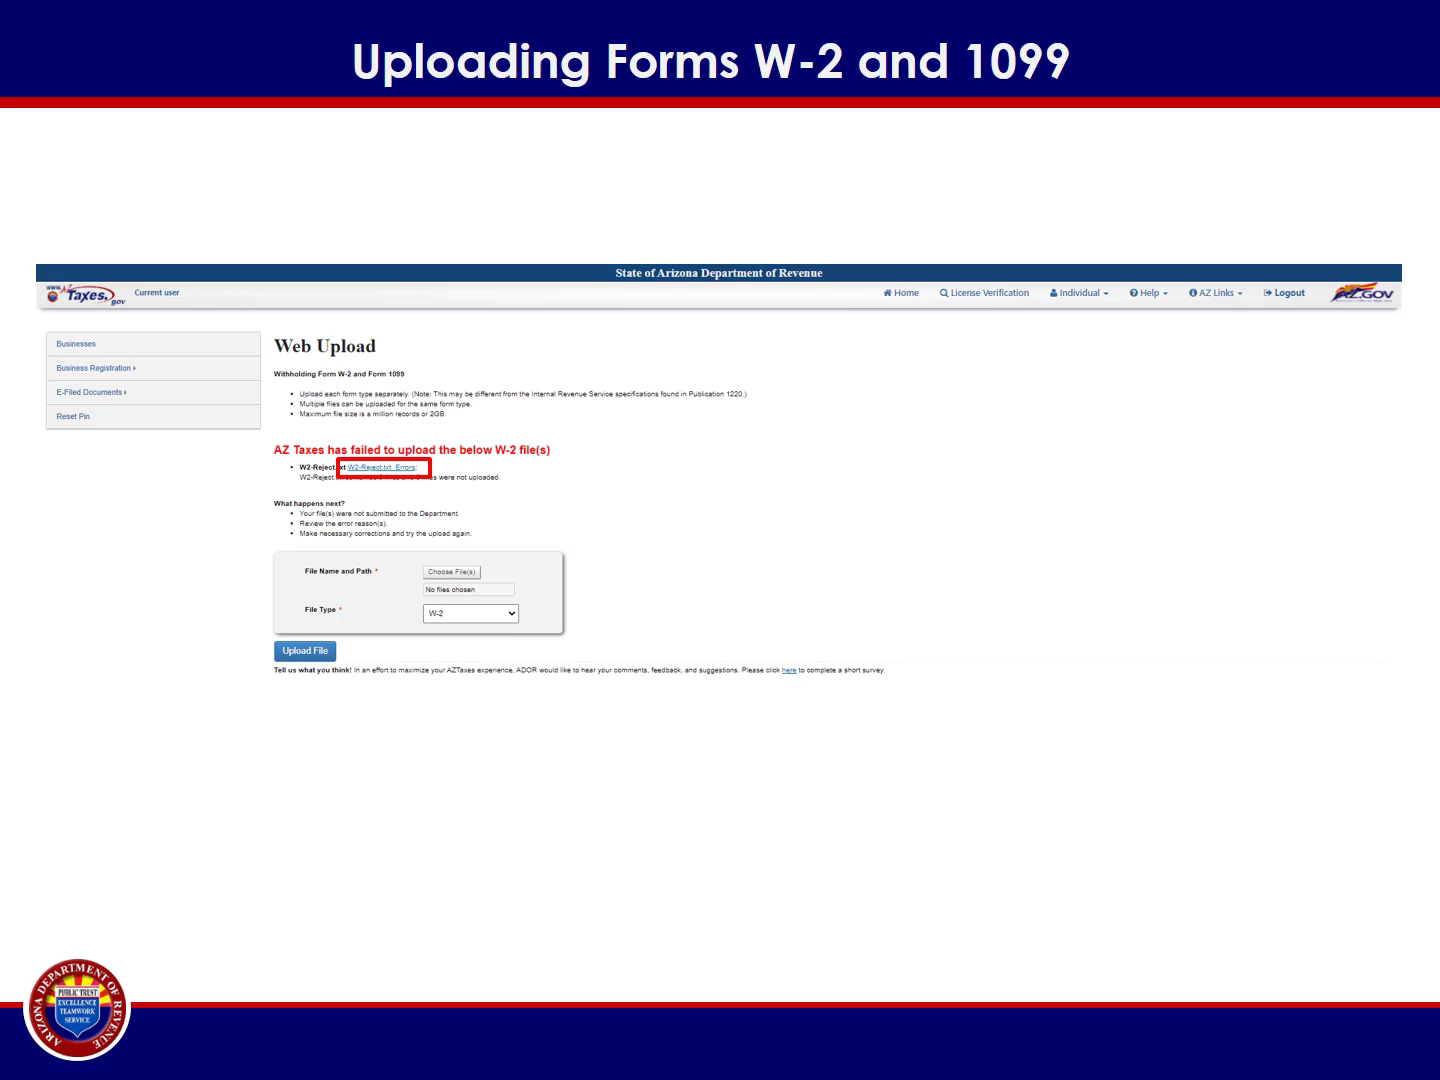 Uploading Forms W-2 and 1099
State of Arizona Department of Revenue
www.
AZ Taxes.gov
Current user
Home
License Verification
Individual
Help
AZ Links
Logout
AZ.GOV
Businesses
Business Registration
E-Filed Documents
Reset Pin
Web Upload
Withholding Form W-2 and Form 1099
• Upload each form type separately. (Note: This may be different from the Internal Revenue Service specifications found in Publication 1220.)
• Multiple files can be uploaded for the same form type.
• Maximum file size is a million records or 2GB.
AZ Taxes has failed to upload the below W-2 file(s)
• W2-Reject.txt W2-Reject.txt_Errors:
W2-Reject. were not uploaded.
What happens next?
• Your file(s) were not submitted to the Department.
• Review the error reason(s).
• Make necessary corrections and try the upload again.
File Name and Path *
Choose File(s)
No files chosen
File Type *
W-2
Upload File
Tell us what you think! In an effort to maximize your AZTaxes experience, ADOR would like to hear your comments, feedback, and suggestions. Please click here to complete a short survey.
ARIZONA DEPARTMENT OF REVENUE
PUBLIC TRUST
EXCELLENCE
TEAMWORK
SERVICE